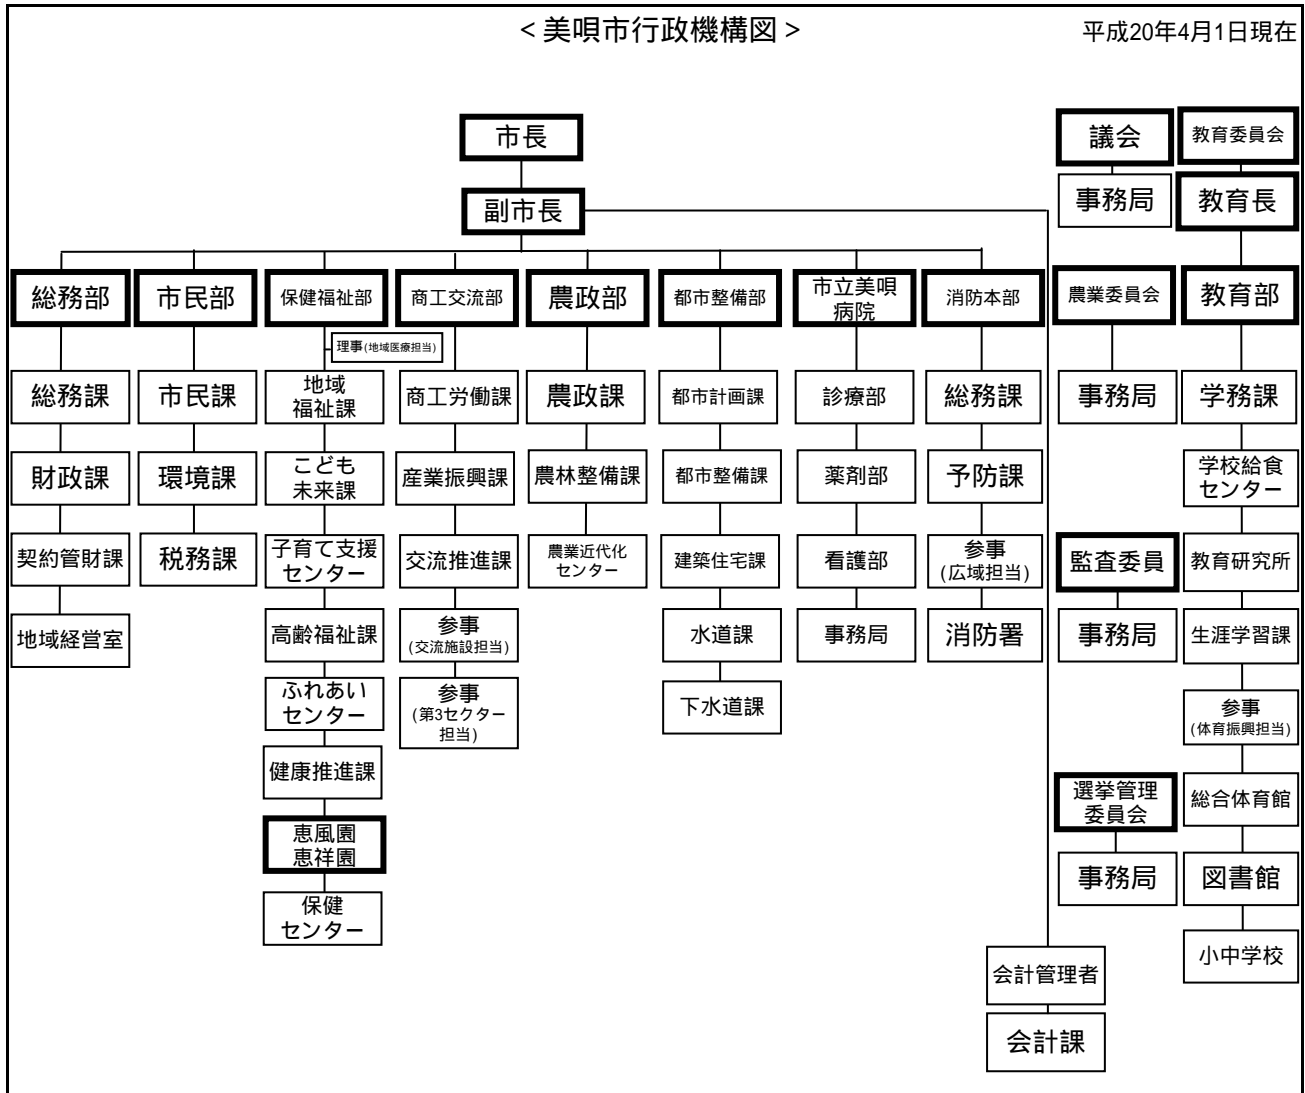 ＜美唄市行政機構図＞
平成20年4月1日現在
市長
副市長
議会
事務局
教育委員会
教育長
総務部
市民部
保健福祉部
商工交流部
農政部
都市整備部
市立美唄
病院
消防本部
農業委員会
教育部
理事(地域医療担当)
総務課
市民課
地域
福祉課
商工労働課
農政課
都市計画課
診療部
総務課
事務局
学務課
財政課
環境課
こども
未来課
産業振興課
農林整備課
都市整備課
薬剤部
予防課
学校給食
センター
契約管財課
税務課
子育て支援
センター
交流推進課
農業近代化
センター
建築住宅課
看護部
参事
(広域担当)
監査委員
教育研究所
地域経営室
高齢福祉課
参事
(交流施設担当)
水道課
事務局
消防署
事務局
生涯学習課
ふれあい
センター
参事
(第3セクター
担当)
下水道課
参事
(体育振興担当)
健康推進課
選挙管理
委員会
総合体育館
恵風園
恵祥園
事務局
図書館
保健
センター
小中学校
会計管理者
会計課